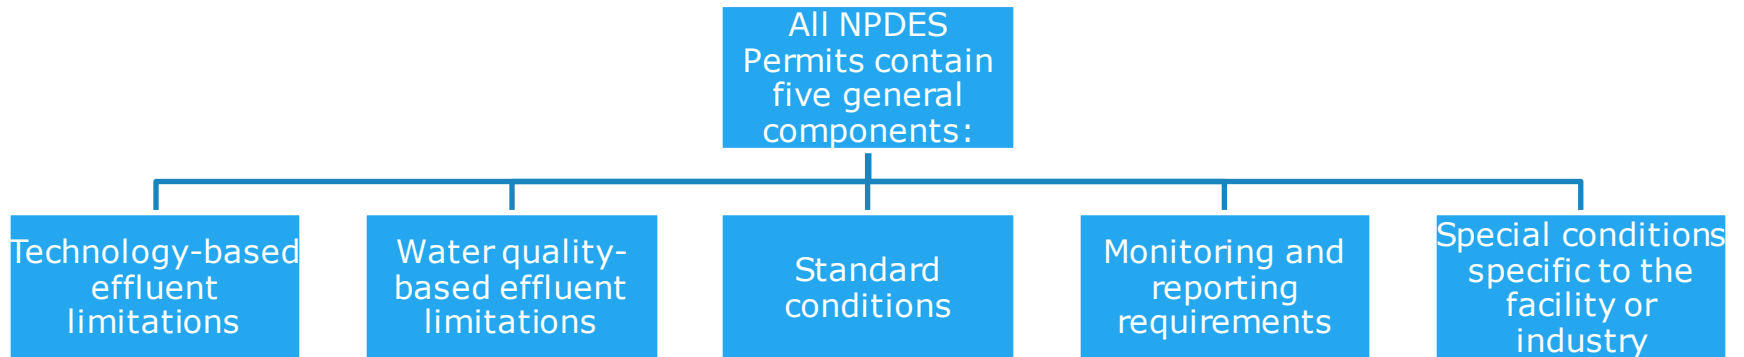 All NPDES
Permits contain
five general
components:
Technology-based
effluent
limitations
Water quality-
based effluent
limitations
Standard
conditions
Monitoring and
reporting
requirements
Special conditions
specific to the
facility or
industry